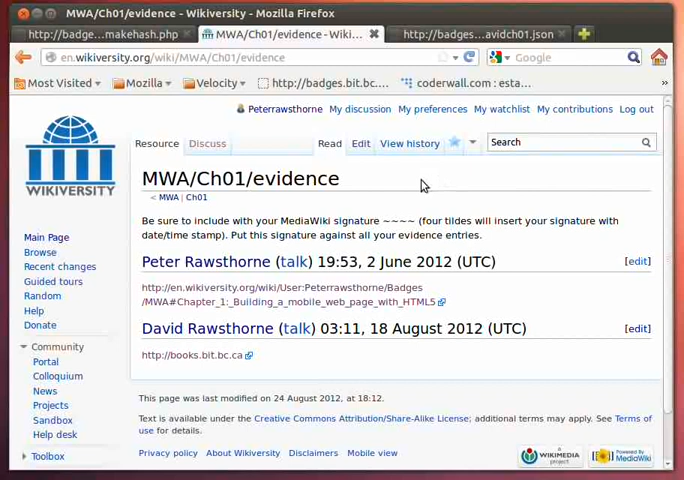 MWA/Ch01/evidence - Wikiversity - Mozilla Firefox
http://badge...makehash.php
MWA/Ch01/evidence - Wiki...
http://badges...avidch01.json
en.wikiversity.org/wiki/MWA/Ch01/evidence
Google
Most Visited
Mozilla
Velocity
http://badges.bit.bc....
coderwall.com : esta...
»
Peterrawsthorne My discussion My preferences My watchlist My contributions Log out
Resource Discuss Read Edit View history Search
WIKIVERSITY
MWA/Ch01/evidence
< MWA | Ch01
Be sure to include with your MediaWiki signature ~~~~ (four tildes will insert your signature with
date/time stamp). Put this signature against all your evidence entries.
Peter Rawsthorne (talk) 19:53, 2 June 2012 (UTC) [edit]
http://en.wikiversity.org/wiki/User:Peterrawsthorne/Badges
/MWA#Chapter_1:_Building_a_mobile_web_page_with_HTML5
David Rawsthorne (talk) 03:11, 18 August 2012 (UTC) [edit]
http://books.bit.bc.ca
Main Page
Browse
Recent changes
Guided tours
Random
Help
Donate
Community
Portal
Colloquium
News
Projects
Sandbox
Help desk
Toolbox
This page was last modified on 24 August 2012, at 18:12.
Text is available under the Creative Commons Attribution/Share-Alike License; additional terms may apply. See Terms of
use for details.
Privacy policy About Wikiversity Disclaimers Mobile view
A WIKIMEDIA project
Powered By MediaWiki